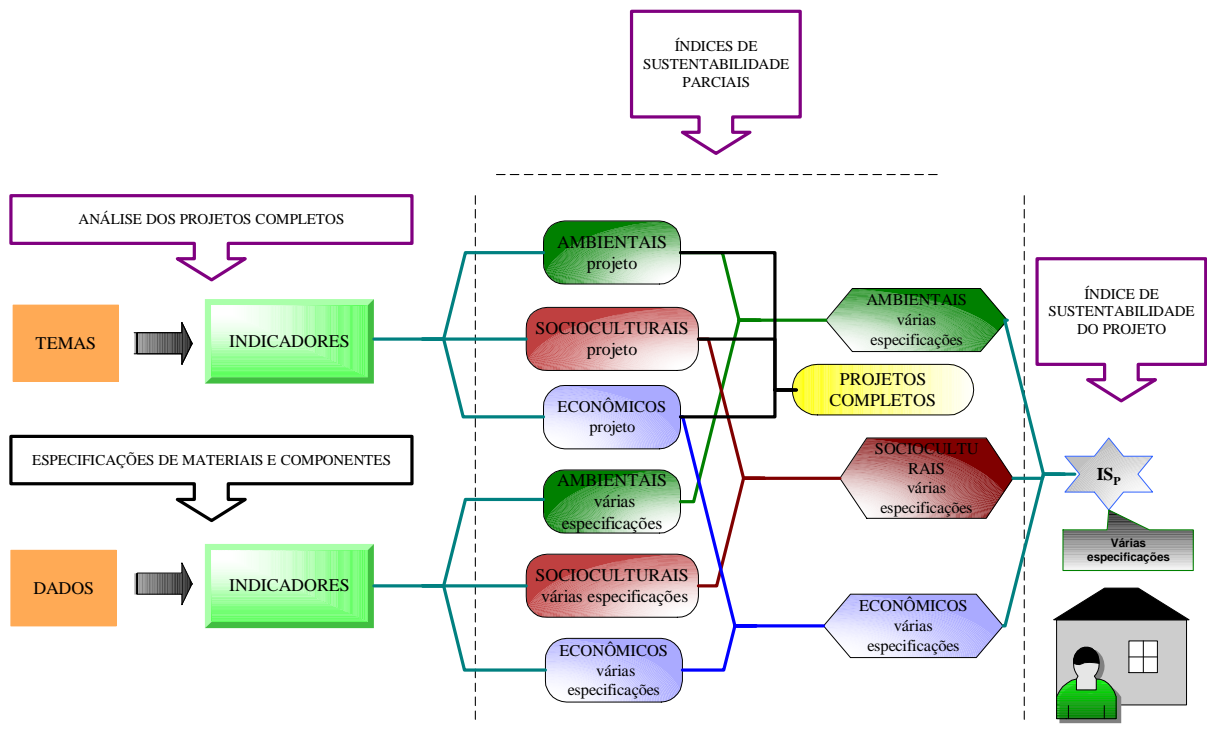 ÍNDICES DE
SUSTENTABILIDADE
PARCIAIS
ANÁLISE DOS PROJETOS COMPLETOS
TEMAS
INDICADORES
AMBIENTAIS
projeto
SOCIOCULTURAIS
projeto
ECONÔMICOS
projeto
AMBIENTAIS
várias
especificações
PROJETOS
COMPLETOS
ÍNDICE DE
SUSTENTABILIDADE
DO PROJETO
ESPECIFICAÇÕES DE MATERIAIS E COMPONENTES
DADOS
INDICADORES
AMBIENTAIS
várias
especificações
SOCIOCULTURAIS
várias especificações
ECONÔMICOS
várias
especificações
SOCIOCULTU
RAIS
várias
especificações
ECONÔMICOS
várias
especificações
ISP
Várias
especificações